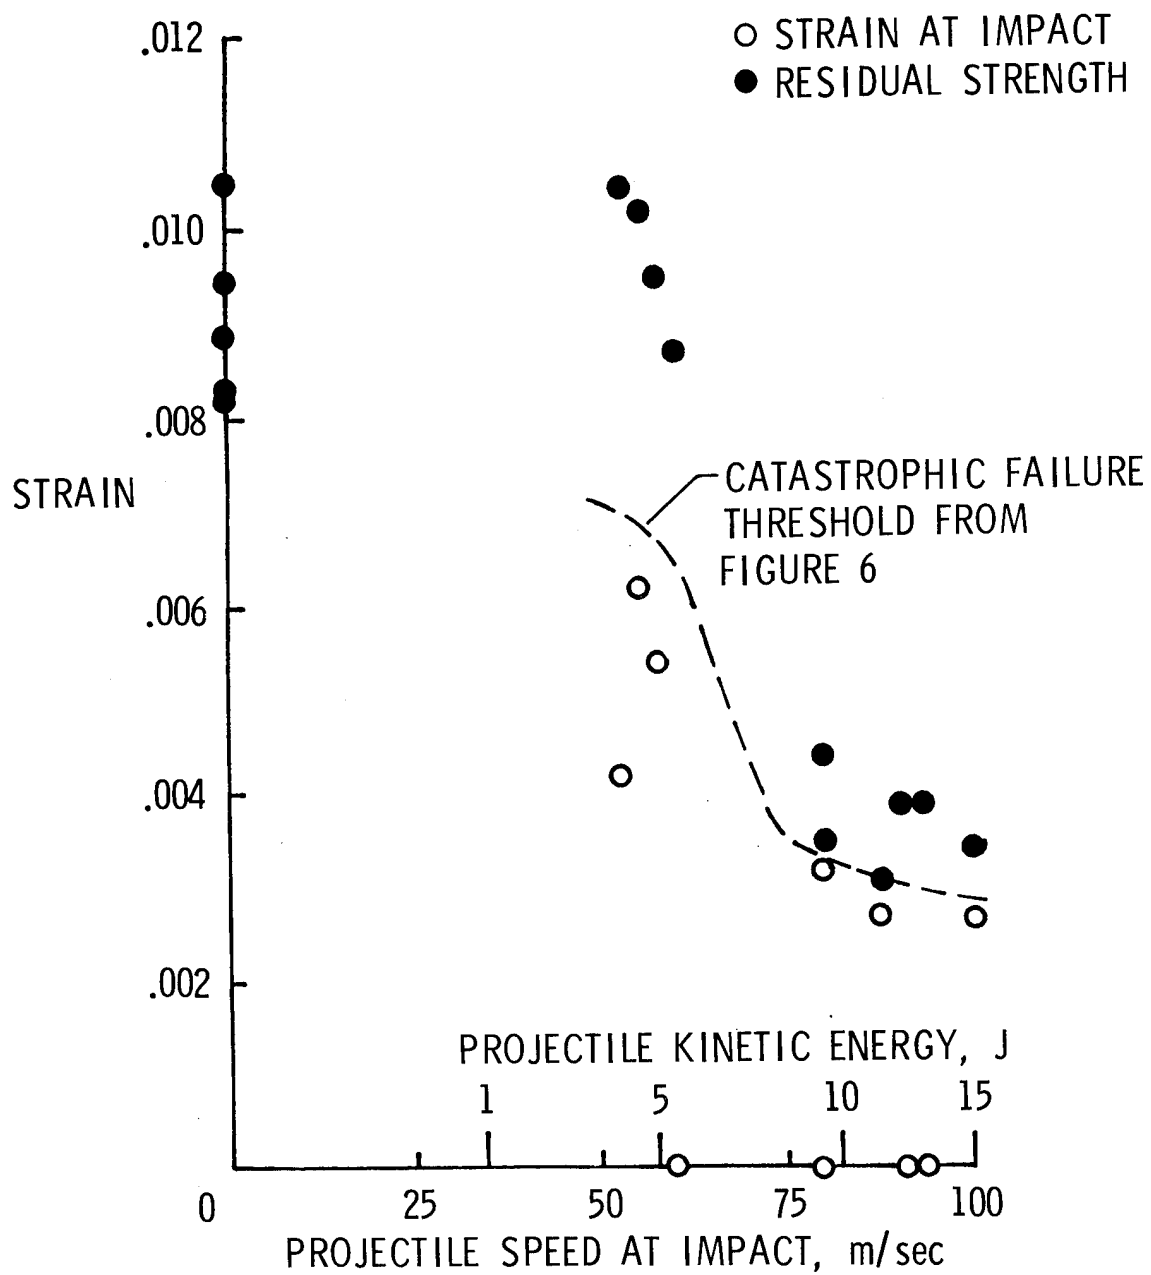 .012
O STRAIN AT IMPACT
● RESIDUAL STRENGTH
.010
.008
STRAIN
CATASTROPHIC FAILURE
THRESHOLD FROM
FIGURE 6
.006
.004
.002
PROJECTILE KINETIC ENERGY, J
1 5 10 15
0 25 50 75 100
PROJECTILE SPEED AT IMPACT, m/sec